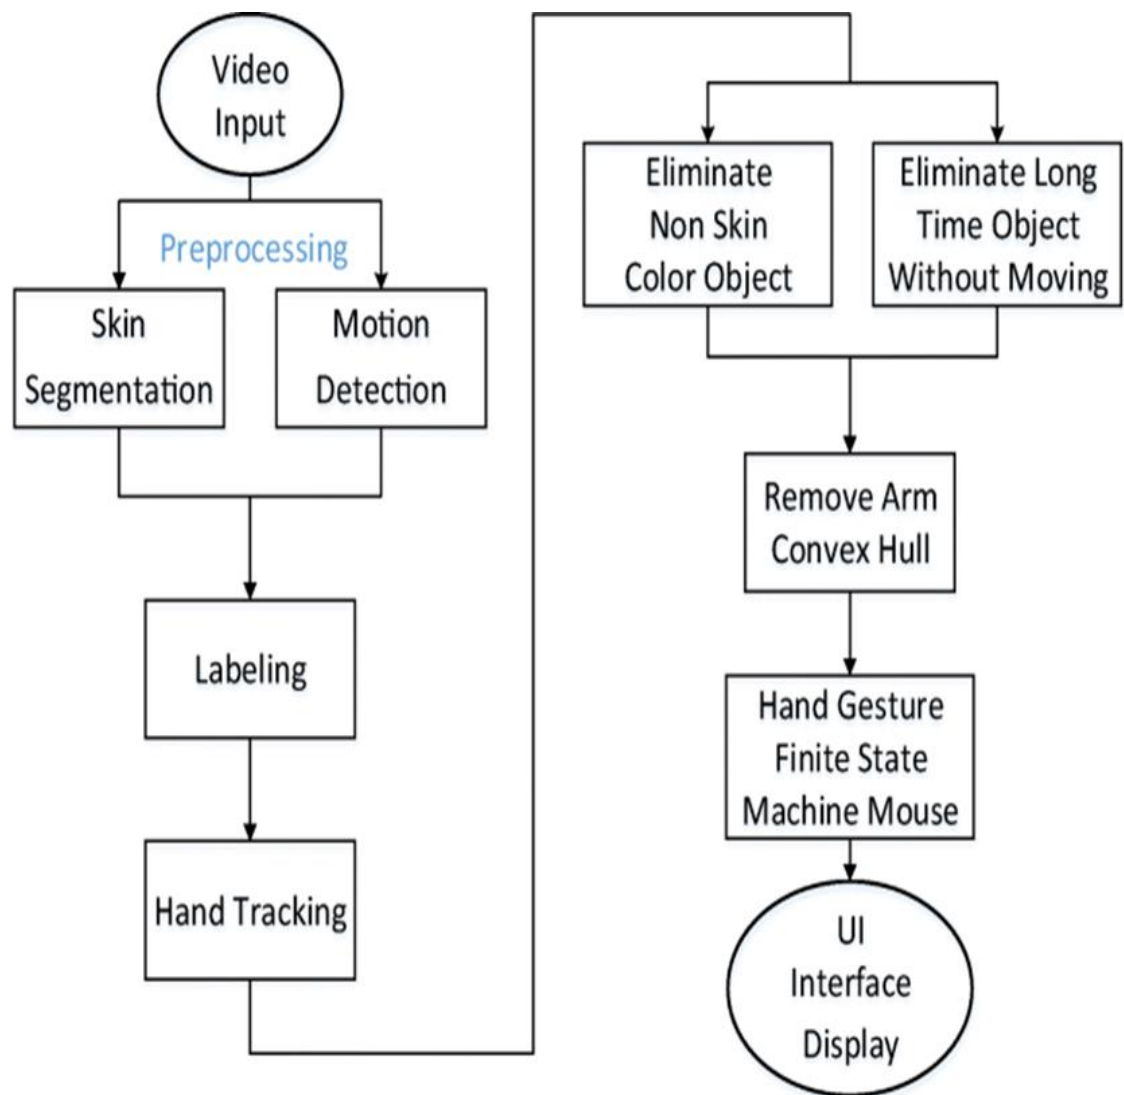 Video
Input
Preprocessing
Skin
Segmentation
Motion
Detection
Labeling
Hand Tracking
Eliminate
Non Skin
Color Object
Eliminate Long
Time Object
Without Moving
Remove Arm
Convex Hull
Hand Gesture
Finite State
Machine Mouse
UI
Interface
Display